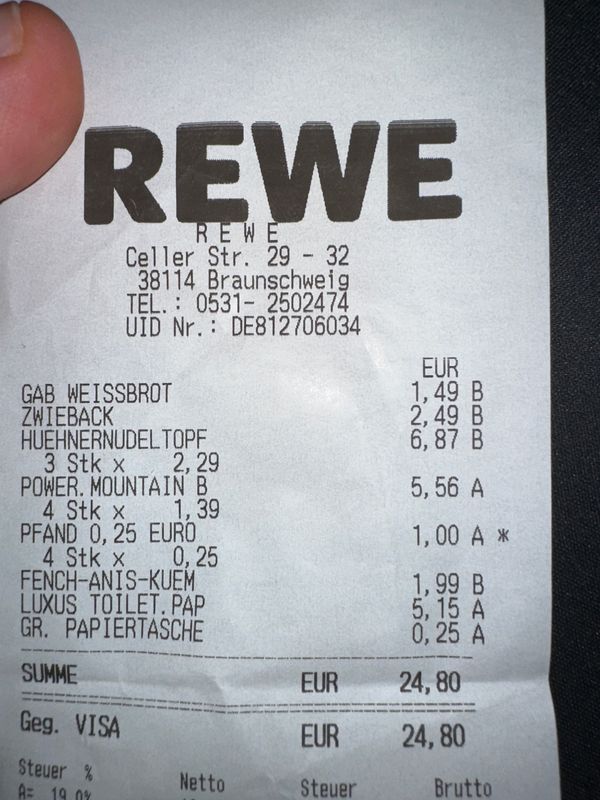 REWE
R E W E
Celler Str. 29 - 32
38114 Braunschweig
TEL.: 0531- 2502474
UID Nr.: DE812706034
EUR
GAB WEISSBROT 1,49 B
ZWIEBACK 2,49 B
HUEHNERNUDELTOPF 6,87 B
3 Stk x 2,29
POWER.MOUNTAIN B 5,56 A
4 Stk x 1,39
PFAND 0,25 EURO 1,00 A *
4 Stk x 0,25
FENCH-ANIS-KUEM 1,99 B
LUXUS TOILET.PAP 5,15 A
GR. PAPIERTASCHE 0,25 A
SUMME EUR 24,80
Geg. VISA EUR 24,80
Steuer % Netto Steuer Brutto
A= 19,0%